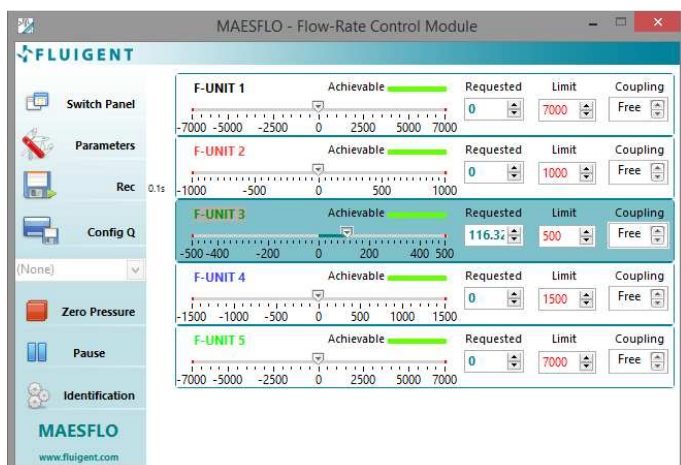 MAESFLO - Flow-Rate Control Module
FLUIGENT
Switch Panel
Parameters
Rec 0.1s
Config Q
(None)
Zero Pressure
Pause
Identification
MAESFLO
www.fluigent.com
F-UNIT 1 Achievable Requested Limit Coupling
0 7000 Free
-7000 -5000 -2500 0 2500 5000 7000
F-UNIT 2 Achievable Requested Limit Coupling
0 1000 Free
-1000 -500 0 500 1000
F-UNIT 3 Achievable Requested Limit Coupling
116.32 500 Free
-500 -400 -200 0 200 400 500
F-UNIT 4 Achievable Requested Limit Coupling
0 1500 Free
-1500 -1000 -500 0 500 1000 1500
F-UNIT 5 Achievable Requested Limit Coupling
0 7000 Free
-7000 -5000 -2500 0 2500 5000 7000